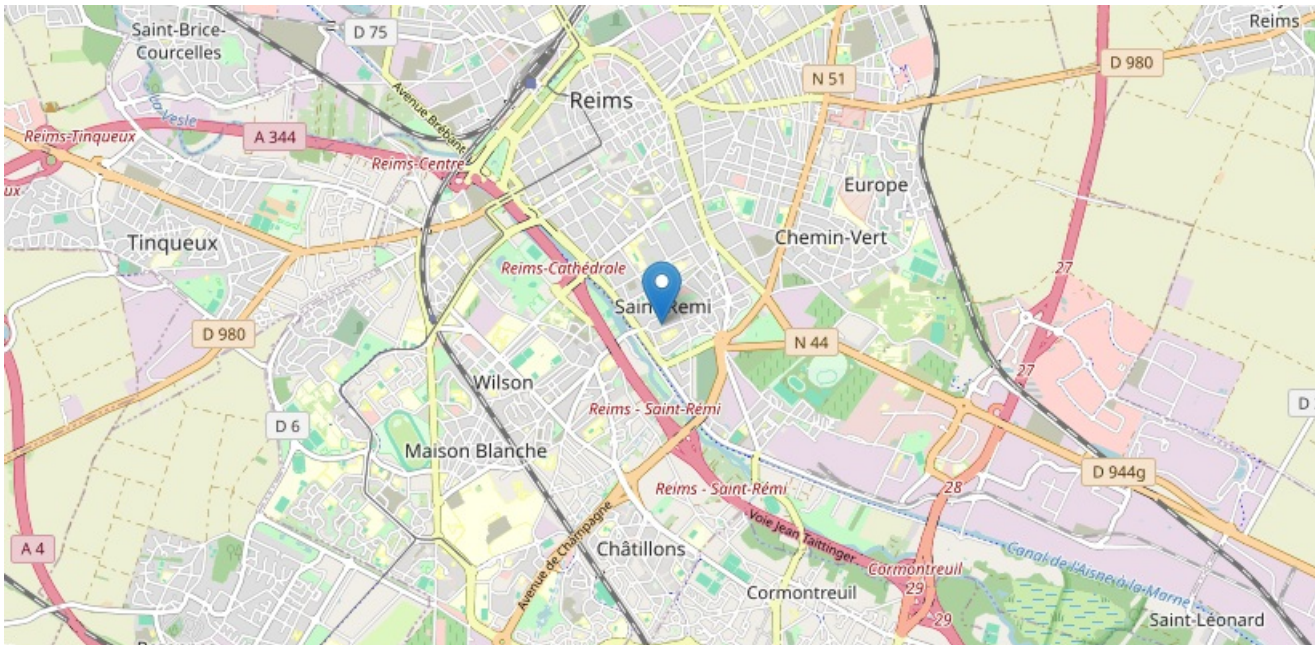 Saint-Brice-
Courcelles
D 75
Reims
N 51
D 980
Reims
La Vesle
Avenue Brébant
Reims-Tinqueux
A 344
Reims-Centre
Europe
Tinqueux
Chemin-Vert
Reims-Cathédrale
27
Saint-Remi
D 980
N 44
27
Wilson
D 6
Reims - Saint-Rémi
D
Maison Blanche
D 944g
28
Reims - Saint-Rémi
Voie Jean Taittinger
A 4
Avenue de Champagne
Châtillons
Canal de l'Aisne à la Marne
Cormontreuil
29
Cormontreuil
29
Saint-Léonard